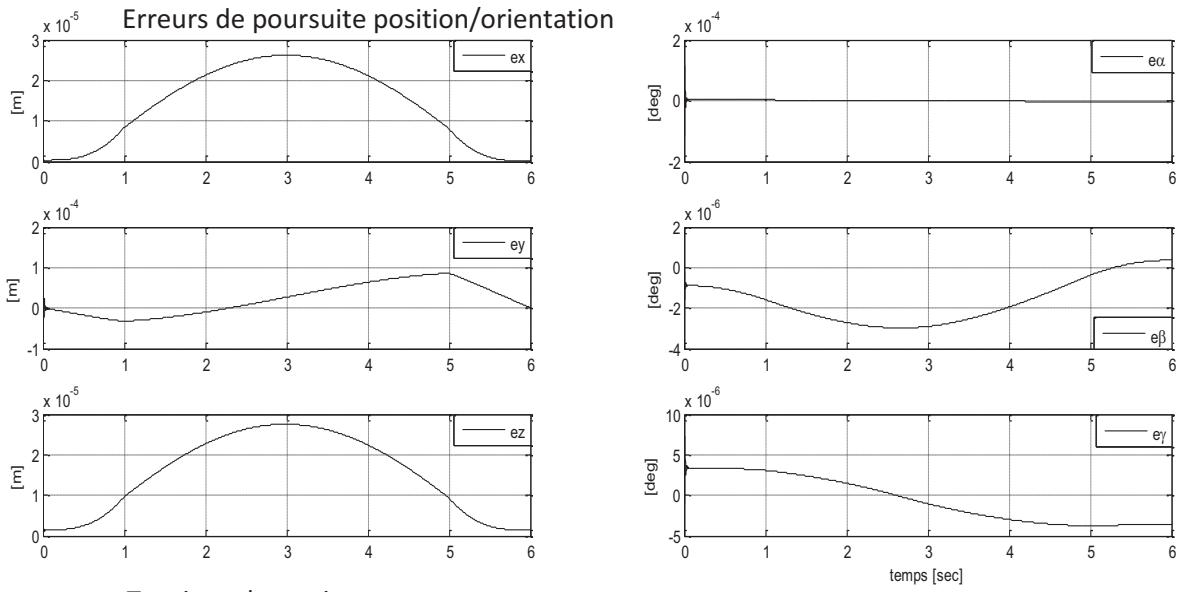 Erreurs de poursuite position/orientation
x 10^-5
3
2
1
0
[m]
ex
0 1 2 3 4 5 6
x 10^-4
2
1
0
-1
[m]
ey
0 1 2 3 4 5 6
x 10^-5
3
2
1
0
[m]
ez
0 1 2 3 4 5 6
x 10^-4
2
0
-2
[deg]
eα
0 1 2 3 4 5 6
x 10^-6
2
0
-2
-4
[deg]
eβ
0 1 2 3 4 5 6
x 10^-6
10
5
0
-5
[deg]
eγ
0 1 2 3 4 5 6
temps [sec]